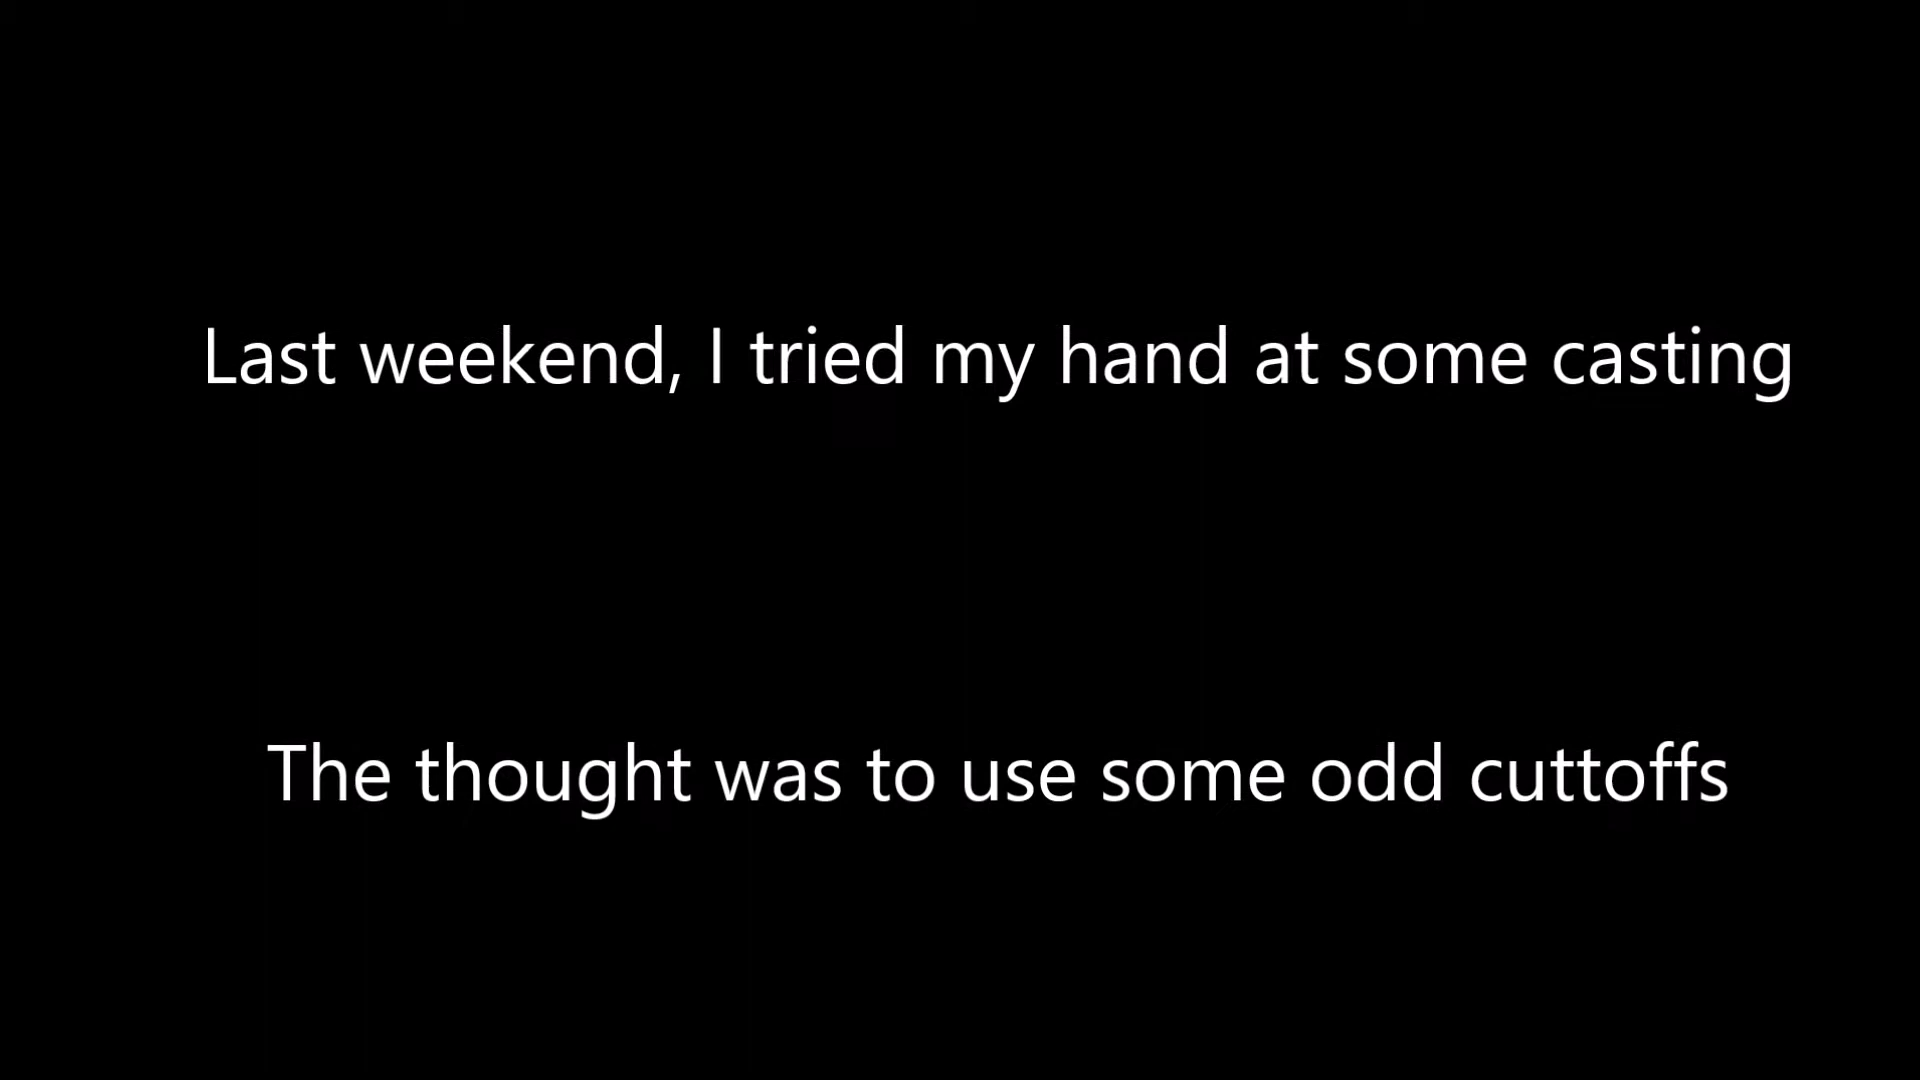 Last weekend, I tried my hand at some casting
The thought was to use some odd cuttoffs